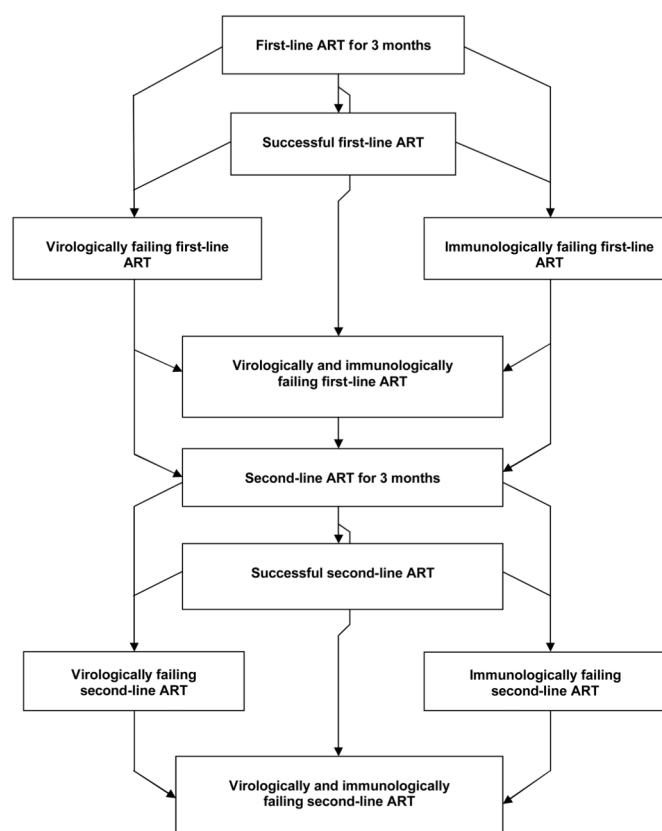 First-line ART for 3 months
Successful first-line ART
Virologically failing first-line
ART
Immunologically failing first-line
ART
Virologically and immunologically
failing first-line ART
Second-line ART for 3 months
Successful second-line ART
Virologically failing
second-line ART
Immunologically failing
second-line ART
Virologically and immunologically
failing second-line ART